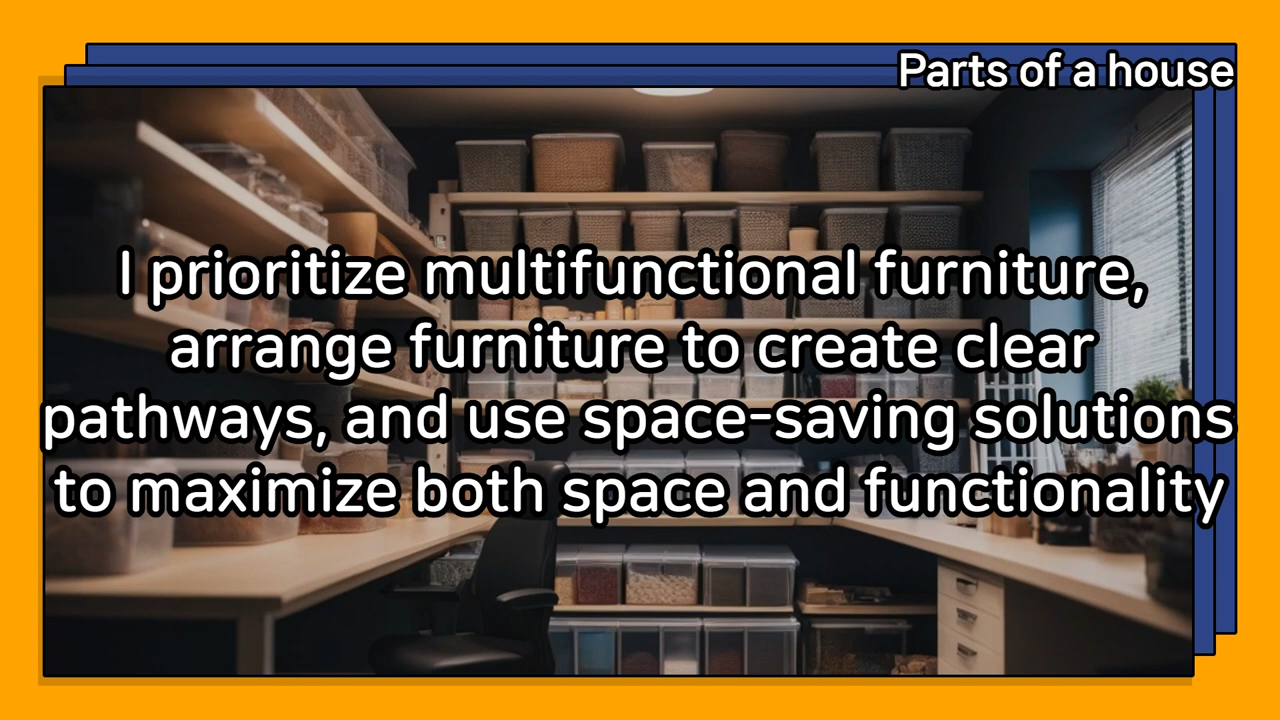 Parts of a house
I prioritize multifunctional furniture,
arrange furniture to create clear
pathways, and use space-saving solutions
to maximize both space and functionality